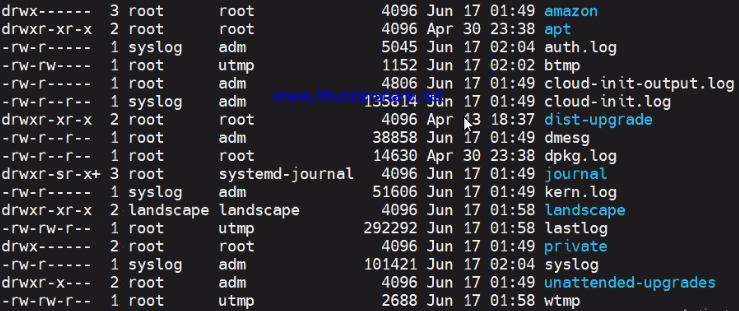 drwx------ 3 root root 4096 Jun 17 01:49 amazon
drwxr-xr-x 2 root root 4096 Apr 30 23:38 apt
-rw-r----- 1 syslog adm 5045 Jun 17 02:04 auth.log
-rw-rw---- 1 root utmp 1152 Jun 17 02:02 btmp
-rw-r----- 1 root adm 4806 Jun 17 01:49 cloud-init-output.log
-rw-r--r-- 1 syslog adm 135814 Jun 17 01:49 cloud-init.log
www.thundershare.net
drwxr-xr-x 2 root root 4096 Apr 13 18:37 dist-upgrade
-rw-r--r-- 1 root adm 38858 Jun 17 01:49 dmesg
-rw-r--r-- 1 root root 14630 Apr 30 23:38 dpkg.log
drwxr-sr-x+ 3 root systemd-journal 4096 Jun 17 01:49 journal
-rw-r----- 1 syslog adm 51606 Jun 17 01:49 kern.log
drwxr-xr-x 2 landscape landscape 4096 Jun 17 01:58 landscape
-rw-rw-r-- 1 root utmp 292292 Jun 17 01:58 lastlog
drwx------ 2 root root 4096 Jun 17 01:49 private
-rw-r----- 1 syslog adm 101421 Jun 17 02:04 syslog
drwxr-x--- 2 root adm 4096 Jun 17 01:49 unattended-upgrades
-rw-rw-r-- 1 root utmp 2688 Jun 17 01:58 wtmp